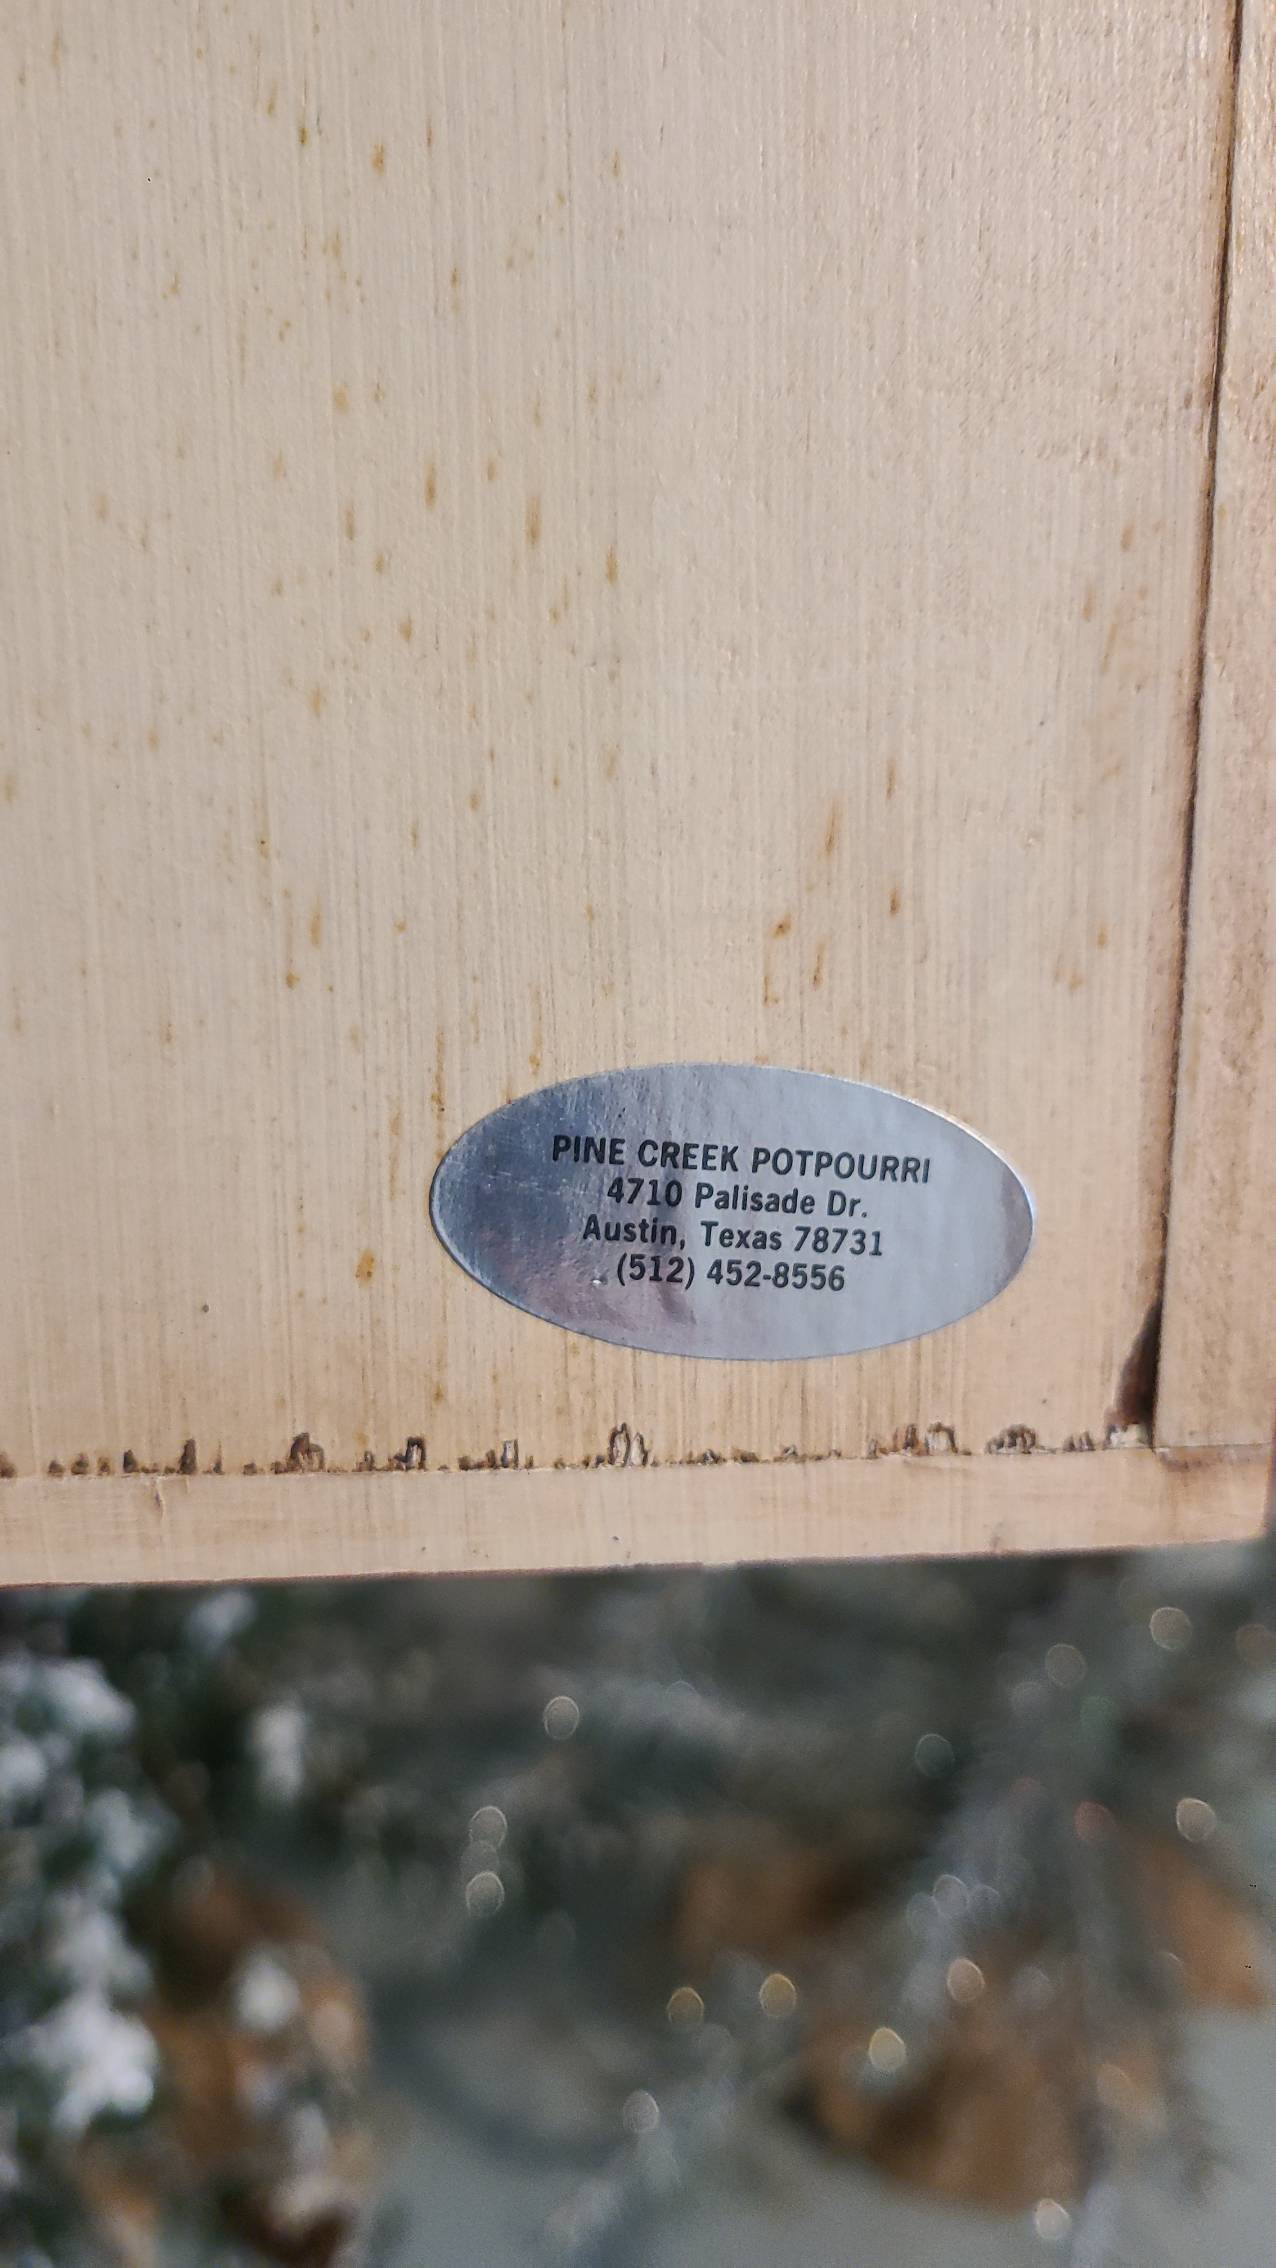 PINE CREEK POTPOURRI
4710 Palisade Dr.
Austin, Texas 78731
(512) 452-8556